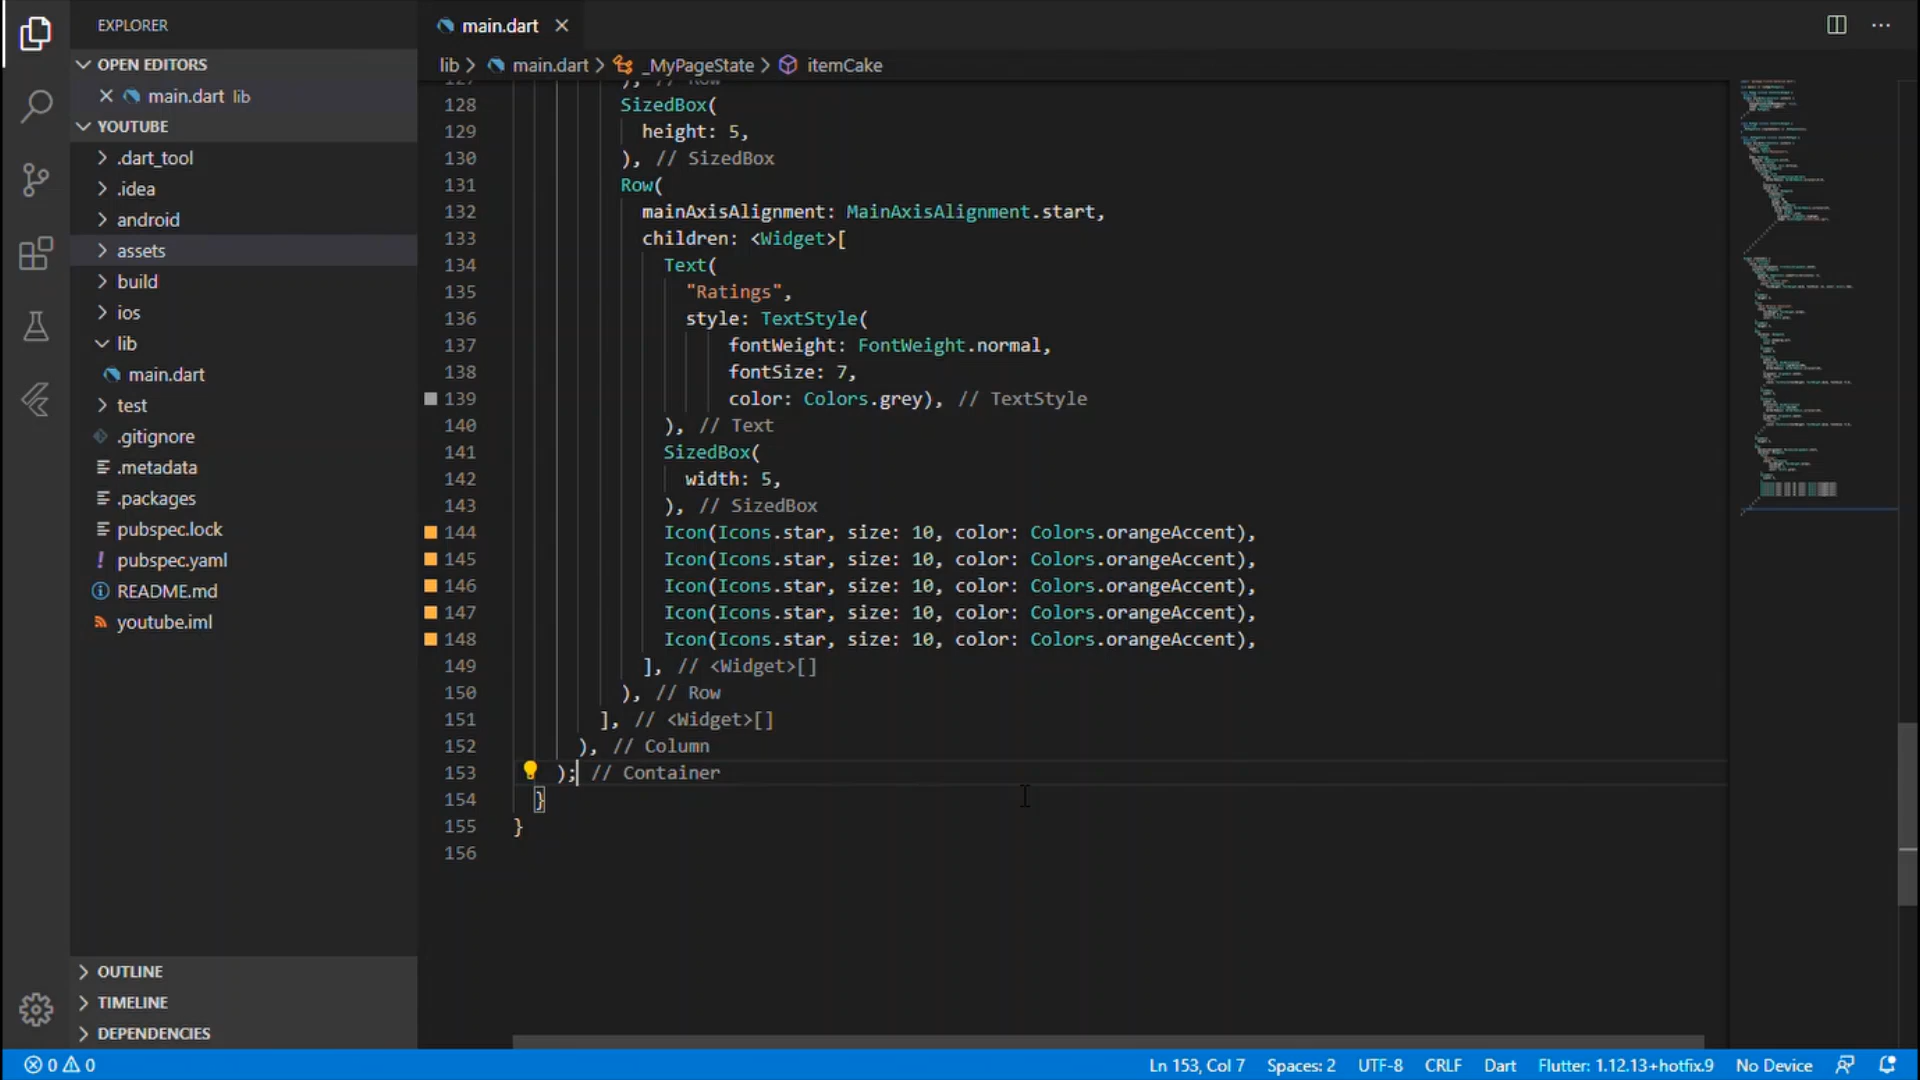 EXPLORER
OPEN EDITORS
main.dart lib
YOUTUBE
.dart_tool
.idea
android
assets
build
ios
lib
main.dart
test
.gitignore
.metadata
.packages
pubspec.lock
pubspec.yaml
README.md
youtube.iml
OUTLINE
TIMELINE
DEPENDENCIES
main.dart
lib > main.dart > _MyPageState > itemCake
127 ), // Row
128 SizedBox(
129 height: 5,
130 ), // SizedBox
131 Row(
132 mainAxisAlignment: MainAxisAlignment.start,
133 children: <Widget>[
134 Text(
135 "Ratings",
136 style: TextStyle(
137 fontWeight: FontWeight.normal,
138 fontSize: 7,
139 color: Colors.grey), // TextStyle
140 ), // Text
141 SizedBox(
142 width: 5,
143 ), // SizedBox
144 Icon(Icons.star, size: 10, color: Colors.orangeAccent),
145 Icon(Icons.star, size: 10, color: Colors.orangeAccent),
146 Icon(Icons.star, size: 10, color: Colors.orangeAccent),
147 Icon(Icons.star, size: 10, color: Colors.orangeAccent),
148 Icon(Icons.star, size: 10, color: Colors.orangeAccent),
149 ], // <Widget>[]
150 ), // Row
151 ], // <Widget>[]
152 ), // Column
153 ); // Container
154 }
155 }
156
0 0 Ln 153, Col 7 Spaces: 2 UTF-8 CRLF Dart Flutter: 1.12.13+hotfix.9 No Device